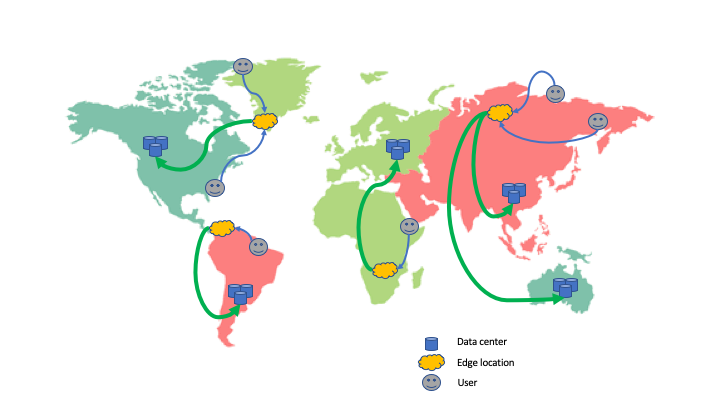 Data center
Edge location
User